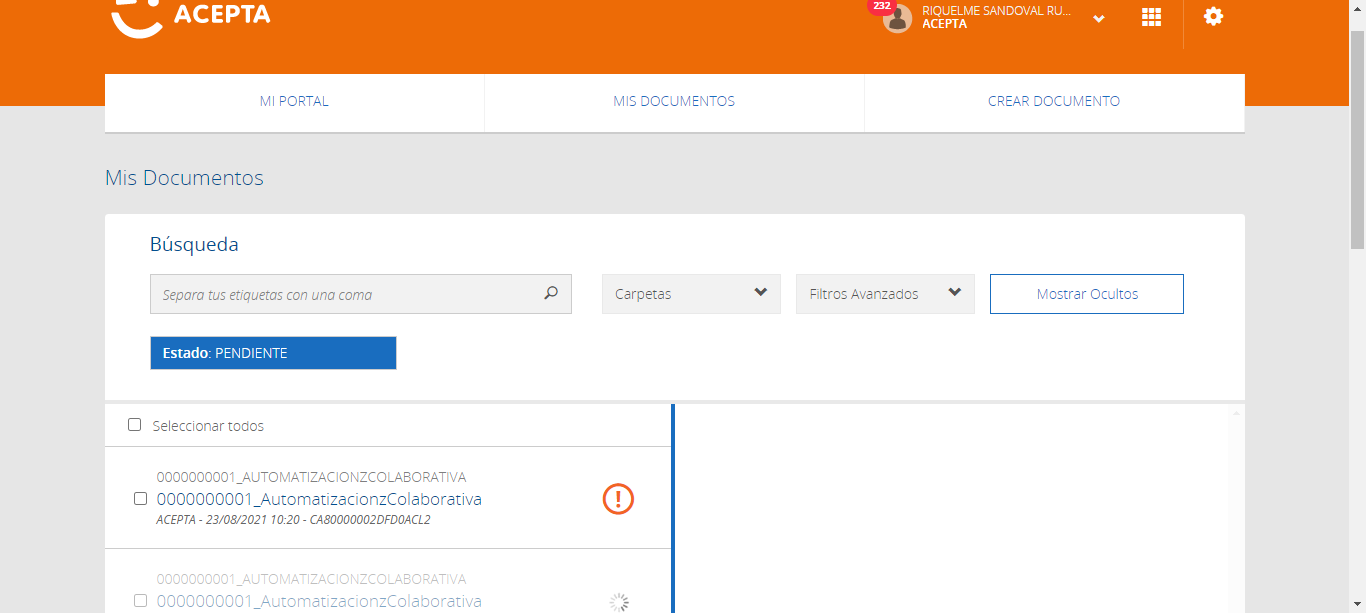 ACEPTA
232
RIQUELME SANDOVAL RU...
ACEPTA
MI PORTAL
MIS DOCUMENTOS
CREAR DOCUMENTO
Mis Documentos
Búsqueda
Separa tus etiquetas con una coma
Carpetas
Filtros Avanzados
Mostrar Ocultos
Estado: PENDIENTE
Seleccionar todos
0000000001_AUTOMATIZACIONZCOLABORATIVA
0000000001_AutomatizacionzColaborativa
ACEPTA - 23/08/2021 10:20 - CA80000002DFD0ACL2
0000000001_AUTOMATIZACIONZCOLABORATIVA
0000000001_AutomatizacionzColaborativa